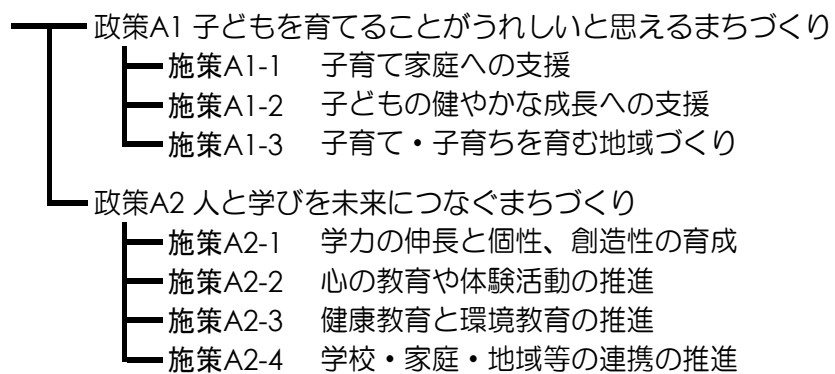 政策A1 子どもを育てることがうれしいと思えるまちづくり
施策A1-1 子育て家庭への支援
施策A1-2 子どもの健やかな成長への支援
施策A1-3 子育て・子育ちを育む地域づくり
政策A2 人と学びを未来につなぐまちづくり
施策A2-1 学力の伸長と個性、創造性の育成
施策A2-2 心の教育や体験活動の推進
施策A2-3 健康教育と環境教育の推進
施策A2-4 学校・家庭・地域等の連携の推進